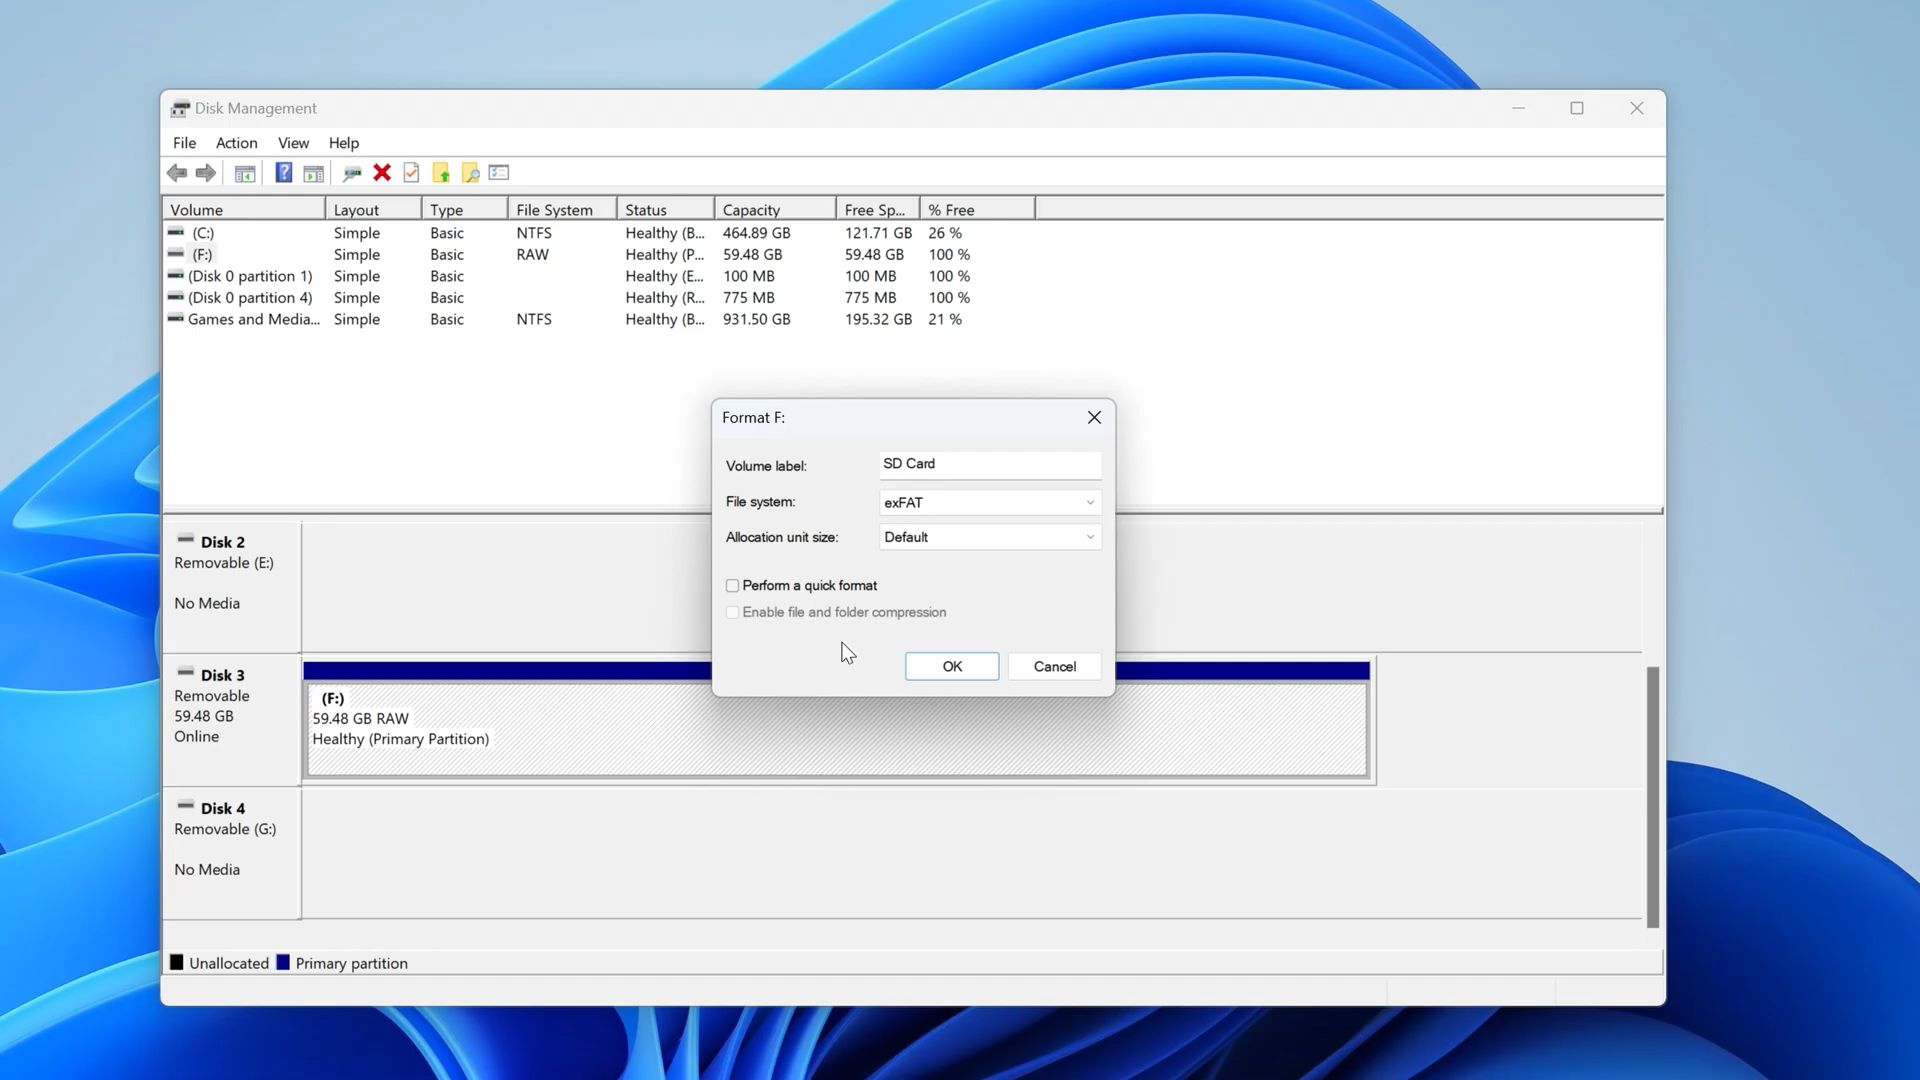 Disk Management
File Action View Help
Volume Layout Type File System Status Capacity Free Sp... % Free
(C:) Simple Basic NTFS Healthy (B... 464.89 GB 121.71 GB 26 %
(F:) Simple Basic RAW Healthy (P... 59.48 GB 59.48 GB 100 %
(Disk 0 partition 1) Simple Basic Healthy (E... 100 MB 100 MB 100 %
(Disk 0 partition 4) Simple Basic Healthy (R... 775 MB 775 MB 100 %
Games and Media... Simple Basic NTFS Healthy (B... 931.50 GB 195.32 GB 21 %
Format F:
Volume label: SD Card
File system: exFAT
Allocation unit size: Default
Perform a quick format
Enable file and folder compression
OK Cancel
Disk 2
Removable (E:)
No Media
Disk 3
Removable
59.48 GB
Online
(F:)
59.48 GB RAW
Healthy (Primary Partition)
Disk 4
Removable (G:)
No Media
Unallocated Primary partition